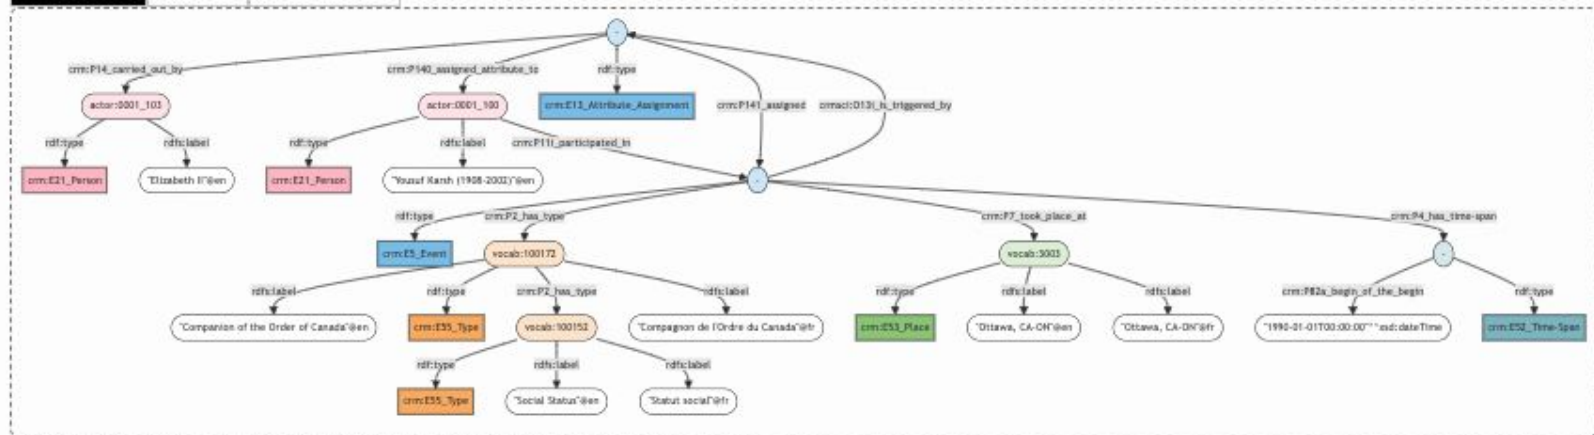 crm:P14_carried_out_by crm:P140_assigned_attribute_to rdf:type
actor:0001_103 actor:0001_100 crm:E13_Attribute_Assignment crm:P141_assigned crmsci:O13i_is_triggered_by
rdf:type rdfs:label rdf:type rdfs:label crm:P11i_participated_in
crm:E21_Person "Elizabeth II"@en crm:E21_Person "Yousuf Karsh (1908-2002)"@en
rdf:type crm:P2_has_type crm:P7_took_place_at crm:P4_has_time-span
crm:E5_Event vocab:100172 vocab:3003
rdfs:label rdf:type crm:P2_has_type rdfs:label rdf:type rdfs:label rdfs:label crm:P82a_begin_of_the_begin rdf:type
"Companion of the Order of Canada"@en crm:E55_Type vocab:100152 "Compagnon de l'Ordre du Canada"@fr crm:E53_Place "Ottawa, CA-ON"@en "Ottawa, CA-ON"@fr "1990-01-01T00:00:00"^^xsd:dateTime crm:E52_Time-Span
rdf:type rdfs:label rdfs:label
crm:E55_Type "Social Status"@en "Statut social"@fr